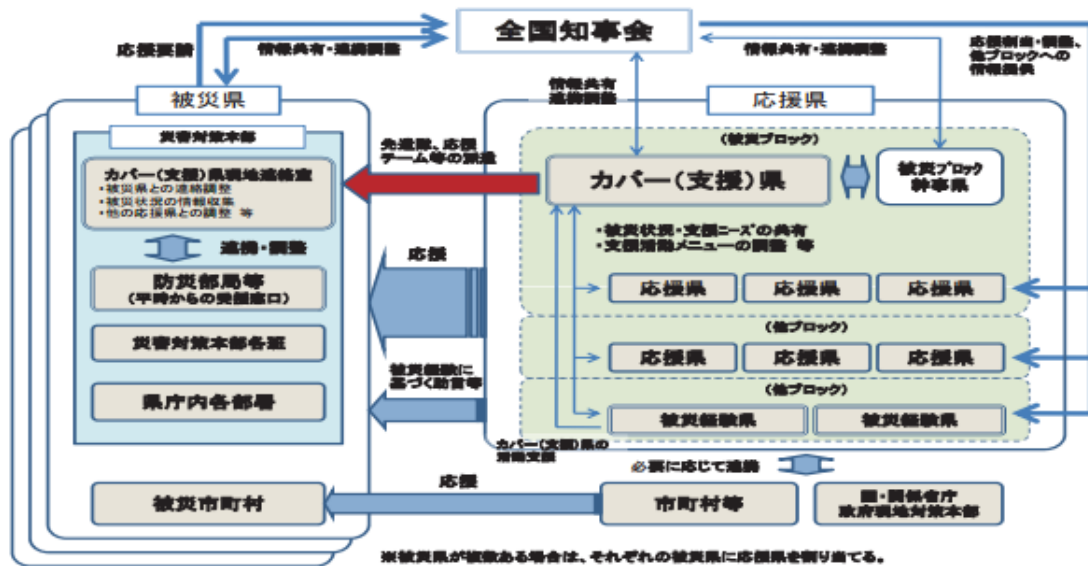 全国知事会
応援要請
情報共有・連携調整
情報共有・連携調整
応援割当・調整、
他ブロックへの
情報提供
情報共有
連携調整
被災県
応援県
災害対策本部
カバー(支援)県現地連絡室
・被災県との連絡調整
・被災状況の情報収集
・他の応援県との調整 等
連携・調整
防災部局等
(平時からの受援窓口)
災害対策本部各班
県庁内各部署
被災市町村
先遣隊、応援
チーム等の派遣
応援
被災経験に
基づく助言等
カバー(支援)県の
活動支援
応援
(被災ブロック)
カバー(支援)県
被災ブロック
幹事県
・被災状況・支援ニーズの共有
・支援活動メニューの調整 等
応援県 応援県 応援県
(他ブロック)
応援県 応援県 応援県
(他ブロック)
被災経験県 被災経験県
必要に応じて連携
市町村等
国・関係省庁
政府現地対策本部
※被災県が複数ある場合は、それぞれの被災県に応援県を割り当てる。